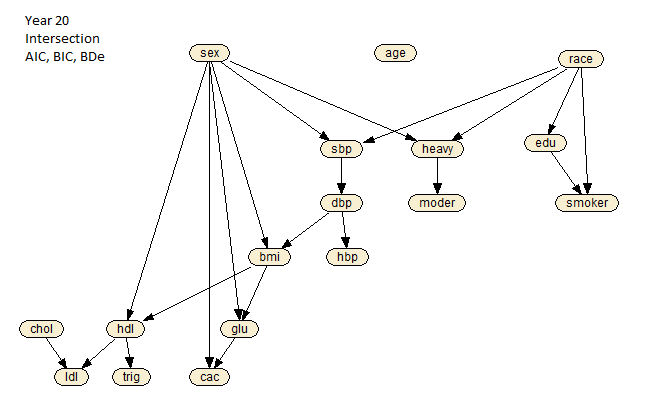 Year 20
Intersection
AIC, BIC, BDe
sex
age
race
sbp
heavy
edu
dbp
moder
smoker
bmi
hbp
chol
hdl
glu
ldl
trig
cac